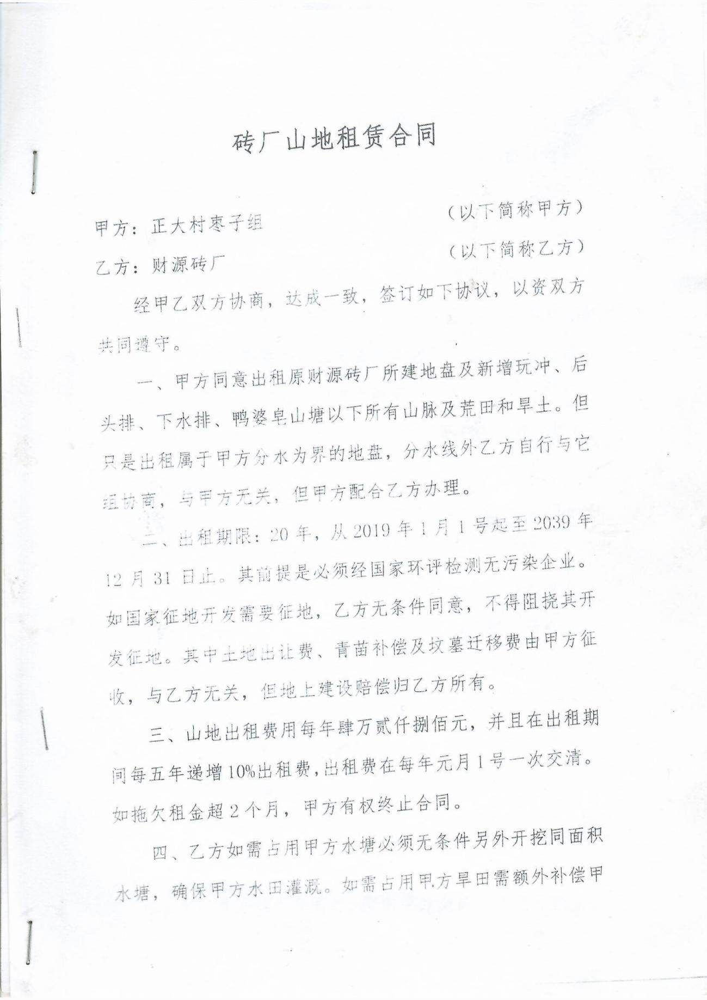 砖厂山地租赁合同
甲方：正大村枣子组 （以下简称甲方）
乙方：财源砖厂 （以下简称乙方）
经甲乙双方协商，达成一致，签订如下协议，以资双方
共同遵守。
一、甲方同意出租原财源砖厂所建地盘及新增玩冲、后
头排、下水排、鸭婆皂山塘以下所有山脉及荒田和旱土。但
只是出租属于甲方分水为界的地盘，分水线外乙方自行与它
组协商，与甲方无关，但甲方配合乙方办理。
二、出租期限：20年，从2019年1月1号起至2039年
12月31日止。其前提是必须经国家环评检测无污染企业。
如国家征地开发需要征地，乙方无条件同意，不得阻挠其开
发征地。其中土地出让费、青苗补偿及坟墓迁移费由甲方征
收，与乙方无关，但地上建设赔偿归乙方所有。
三、山地出租费用每年肆万贰仟捌佰元，并且在出租期
间每五年递增10%出租费，出租费在每年元月1号一次交清。
如拖欠租金超2个月，甲方有权终止合同。
四、乙方如需占用甲方水塘必须无条件另外开挖同面积
水塘，确保甲方水田灌溉。如需占用甲方旱田需额外补偿甲